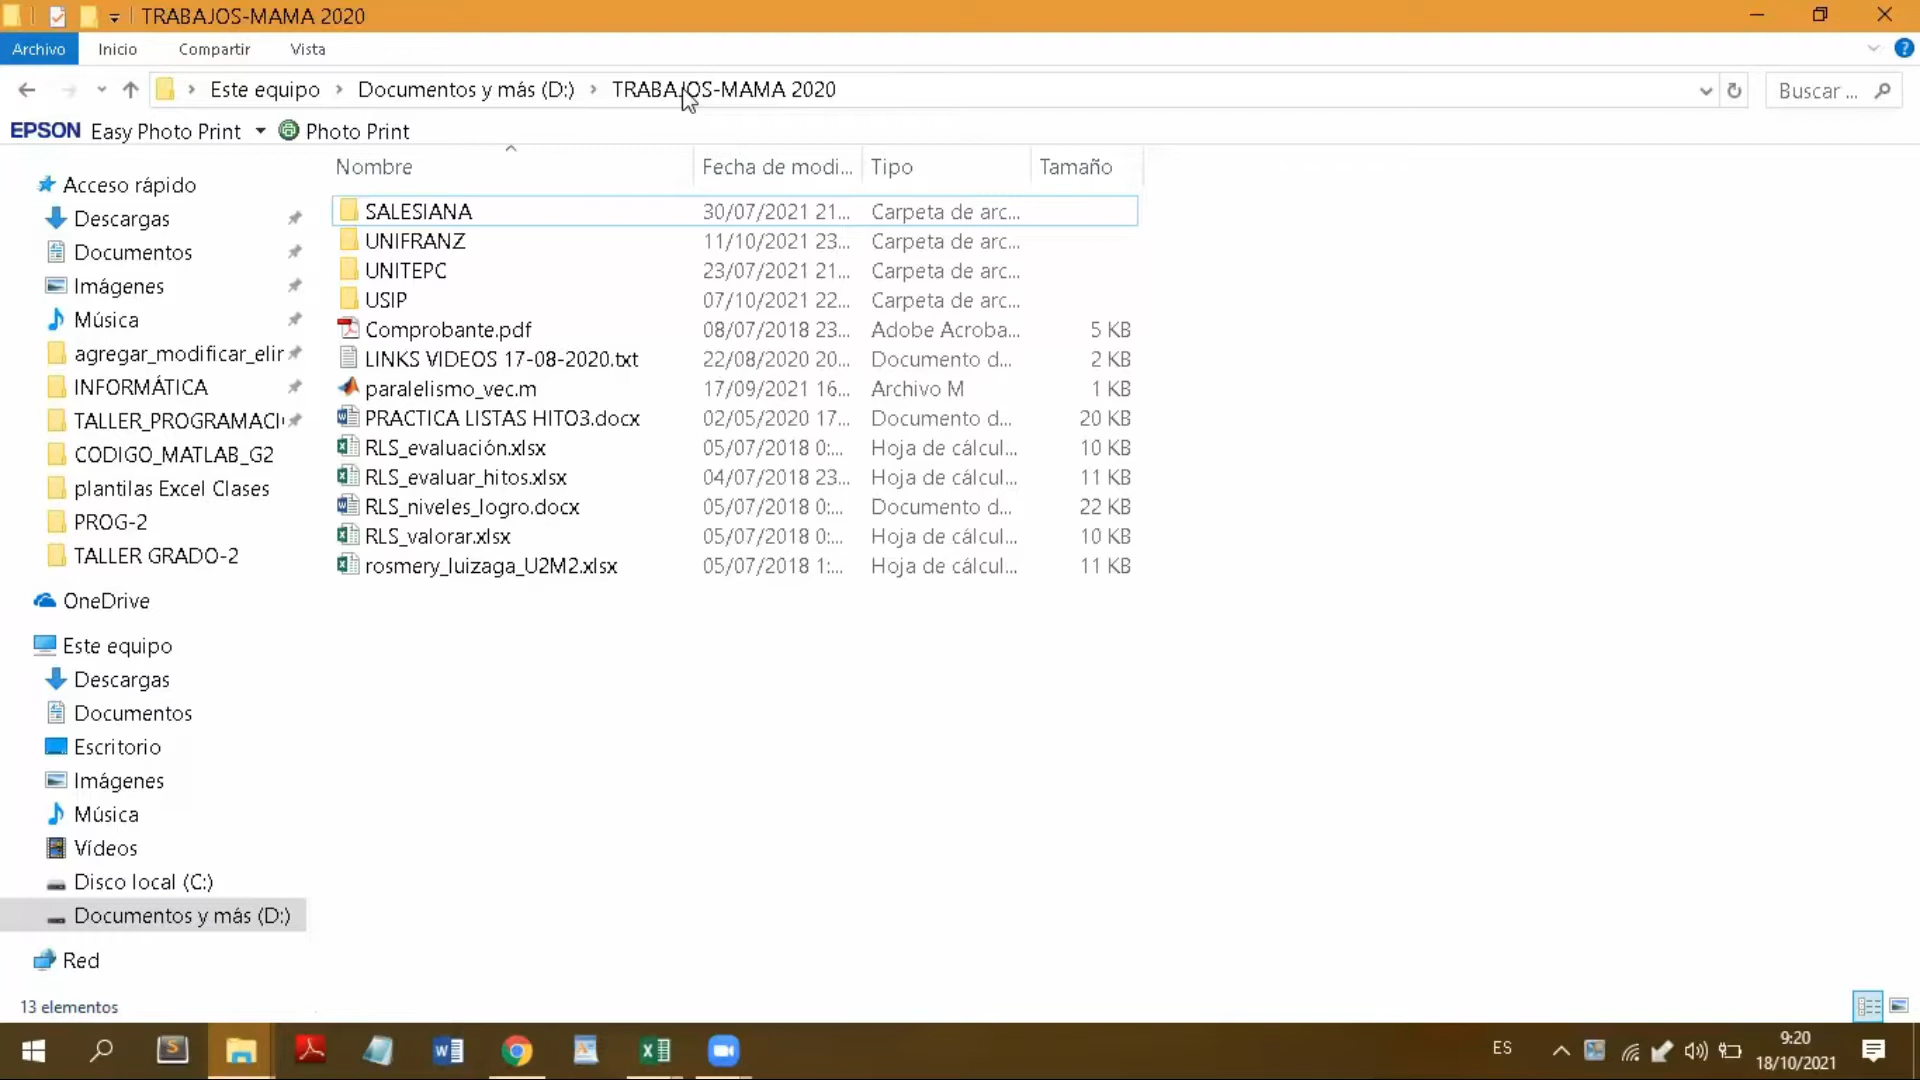 TRABAJOS-MAMA 2020
Archivo Inicio Compartir Vista
Este equipo Documentos y más (D:) TRABAJOS-MAMA 2020 Buscar ...
EPSON Easy Photo Print Photo Print
Nombre Fecha de modi... Tipo Tamaño
Acceso rápido
Descargas
Documentos
Imágenes
Música
agregar_modificar_elir
INFORMÁTICA
TALLER_PROGRAMACI
CODIGO_MATLAB_G2
plantilas Excel Clases
PROG-2
TALLER GRADO-2
OneDrive
Este equipo
Descargas
Documentos
Escritorio
Imágenes
Música
Vídeos
Disco local (C:)
Documentos y más (D:)
Red
SALESIANA 30/07/2021 21... Carpeta de arc...
UNIFRANZ 11/10/2021 23... Carpeta de arc...
UNITEPC 23/07/2021 21... Carpeta de arc...
USIP 07/10/2021 22... Carpeta de arc...
Comprobante.pdf 08/07/2018 23... Adobe Acroba... 5 KB
LINKS VIDEOS 17-08-2020.txt 22/08/2020 20... Documento d... 2 KB
paralelismo_vec.m 17/09/2021 16... Archivo M 1 KB
PRACTICA LISTAS HITO3.docx 02/05/2020 17... Documento d... 20 KB
RLS_evaluación.xlsx 05/07/2018 0:... Hoja de cálcul... 10 KB
RLS_evaluar_hitos.xlsx 04/07/2018 23... Hoja de cálcul... 11 KB
RLS_niveles_logro.docx 05/07/2018 0:... Documento d... 22 KB
RLS_valorar.xlsx 05/07/2018 0:... Hoja de cálcul... 10 KB
rosmery_luizaga_U2M2.xlsx 05/07/2018 1:... Hoja de cálcul... 11 KB
13 elementos
ES
9:20
18/10/2021